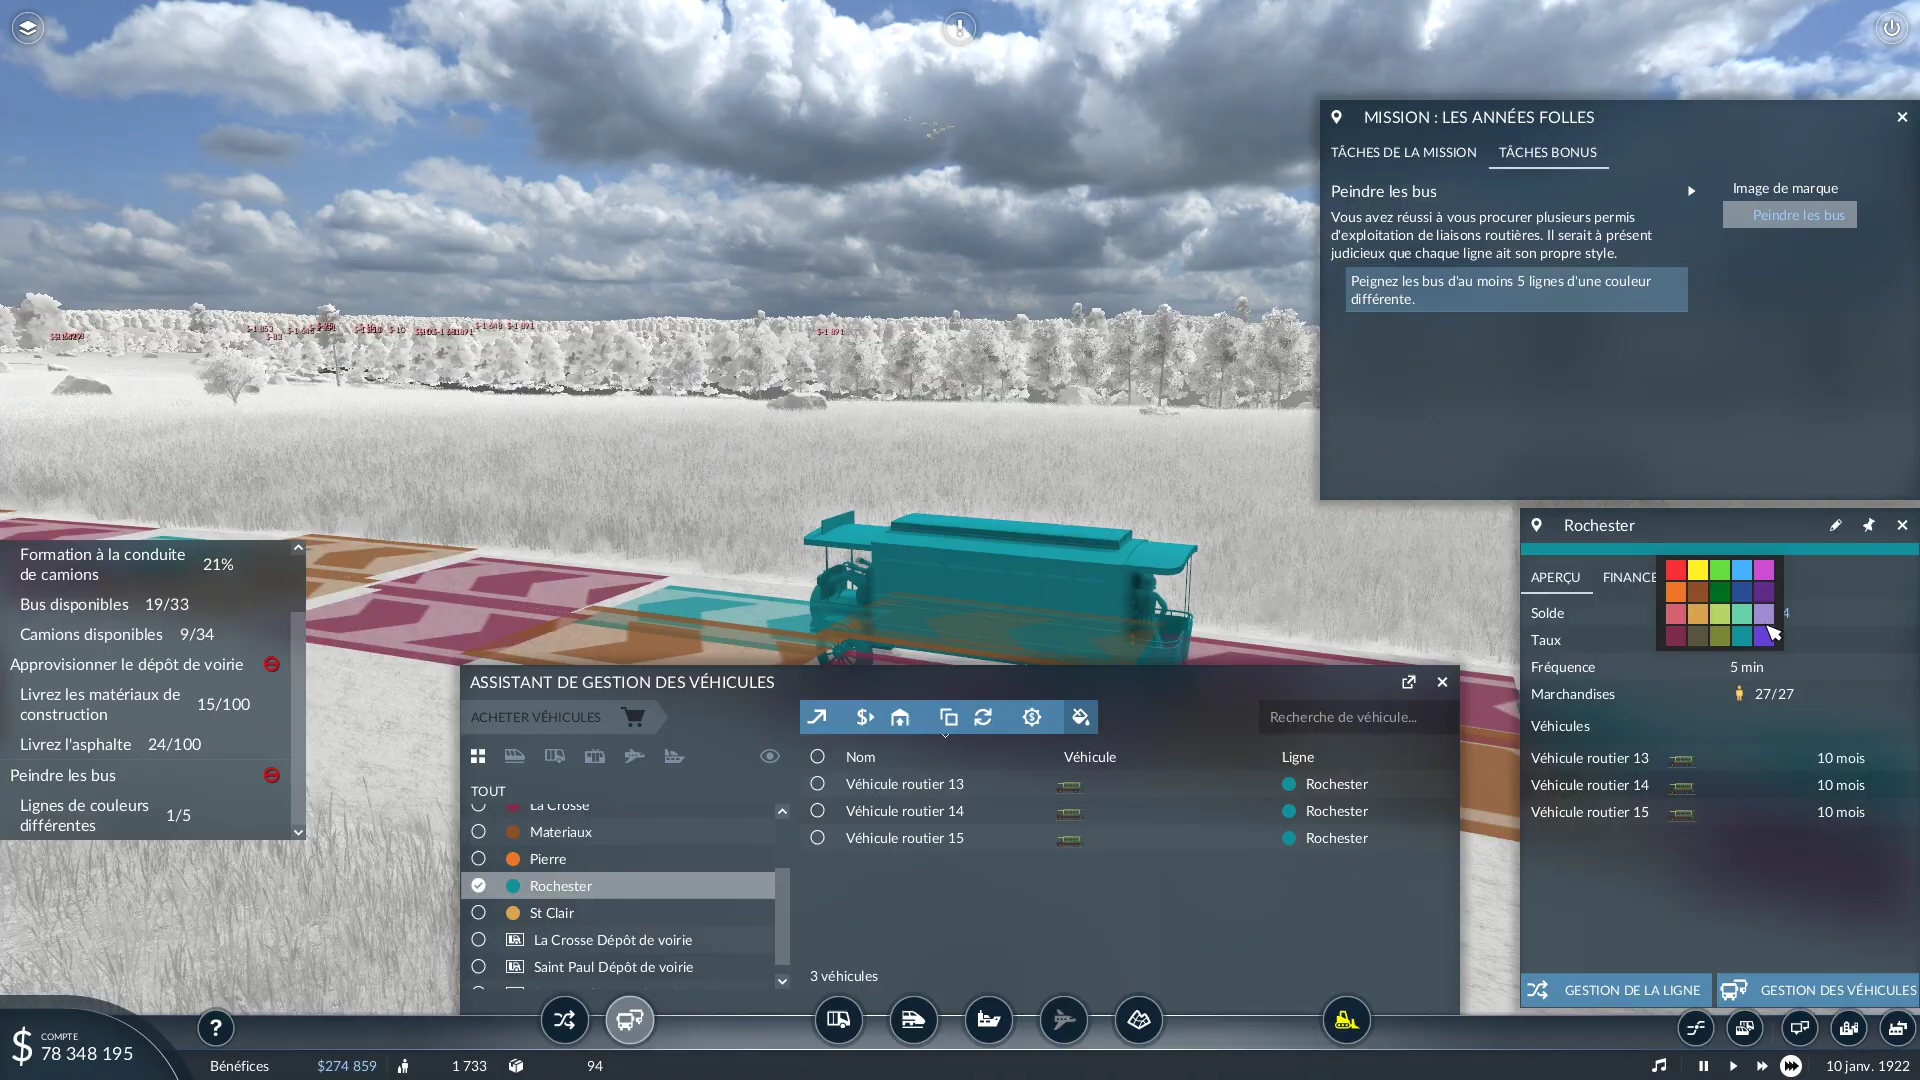 MISSION : LES ANNÉES FOLLES
TÂCHES DE LA MISSION
TÂCHES BONUS
Peindre les bus
Image de marque
Peindre les bus
Vous avez réussi à vous procurer plusieurs permis
d'exploitation de liaisons routières. Il serait à présent
judicieux que chaque ligne ait son propre style.
Peignez les bus d'au moins 5 lignes d'une couleur
différente.
Formation à la conduite
de camions
21%
Bus disponibles 19/33
Camions disponibles 9/34
Approvisionner le dépôt de voirie
Livrez les matériaux de
construction
15/100
Livrez l'asphalte 24/100
Peindre les bus
Lignes de couleurs
différentes
1/5
ASSISTANT DE GESTION DES VÉHICULES
ACHETER VÉHICULES
Recherche de véhicule...
TOUT
La Crosse
Materiaux
Pierre
Rochester
St Clair
La Crosse Dépôt de voirie
Saint Paul Dépôt de voirie
Nom Véhicule Ligne
Véhicule routier 13 Rochester
Véhicule routier 14 Rochester
Véhicule routier 15 Rochester
3 véhicules
Rochester
APERÇU FINANCE
Solde 4
Taux
Fréquence 5 min
Marchandises 27/27
Véhicules
Véhicule routier 13 10 mois
Véhicule routier 14 10 mois
Véhicule routier 15 10 mois
GESTION DE LA LIGNE
GESTION DES VÉHICULES
COMPTE
$ 78 348 195
?
Bénéfices $274 859 1 733 94
10 janv. 1922